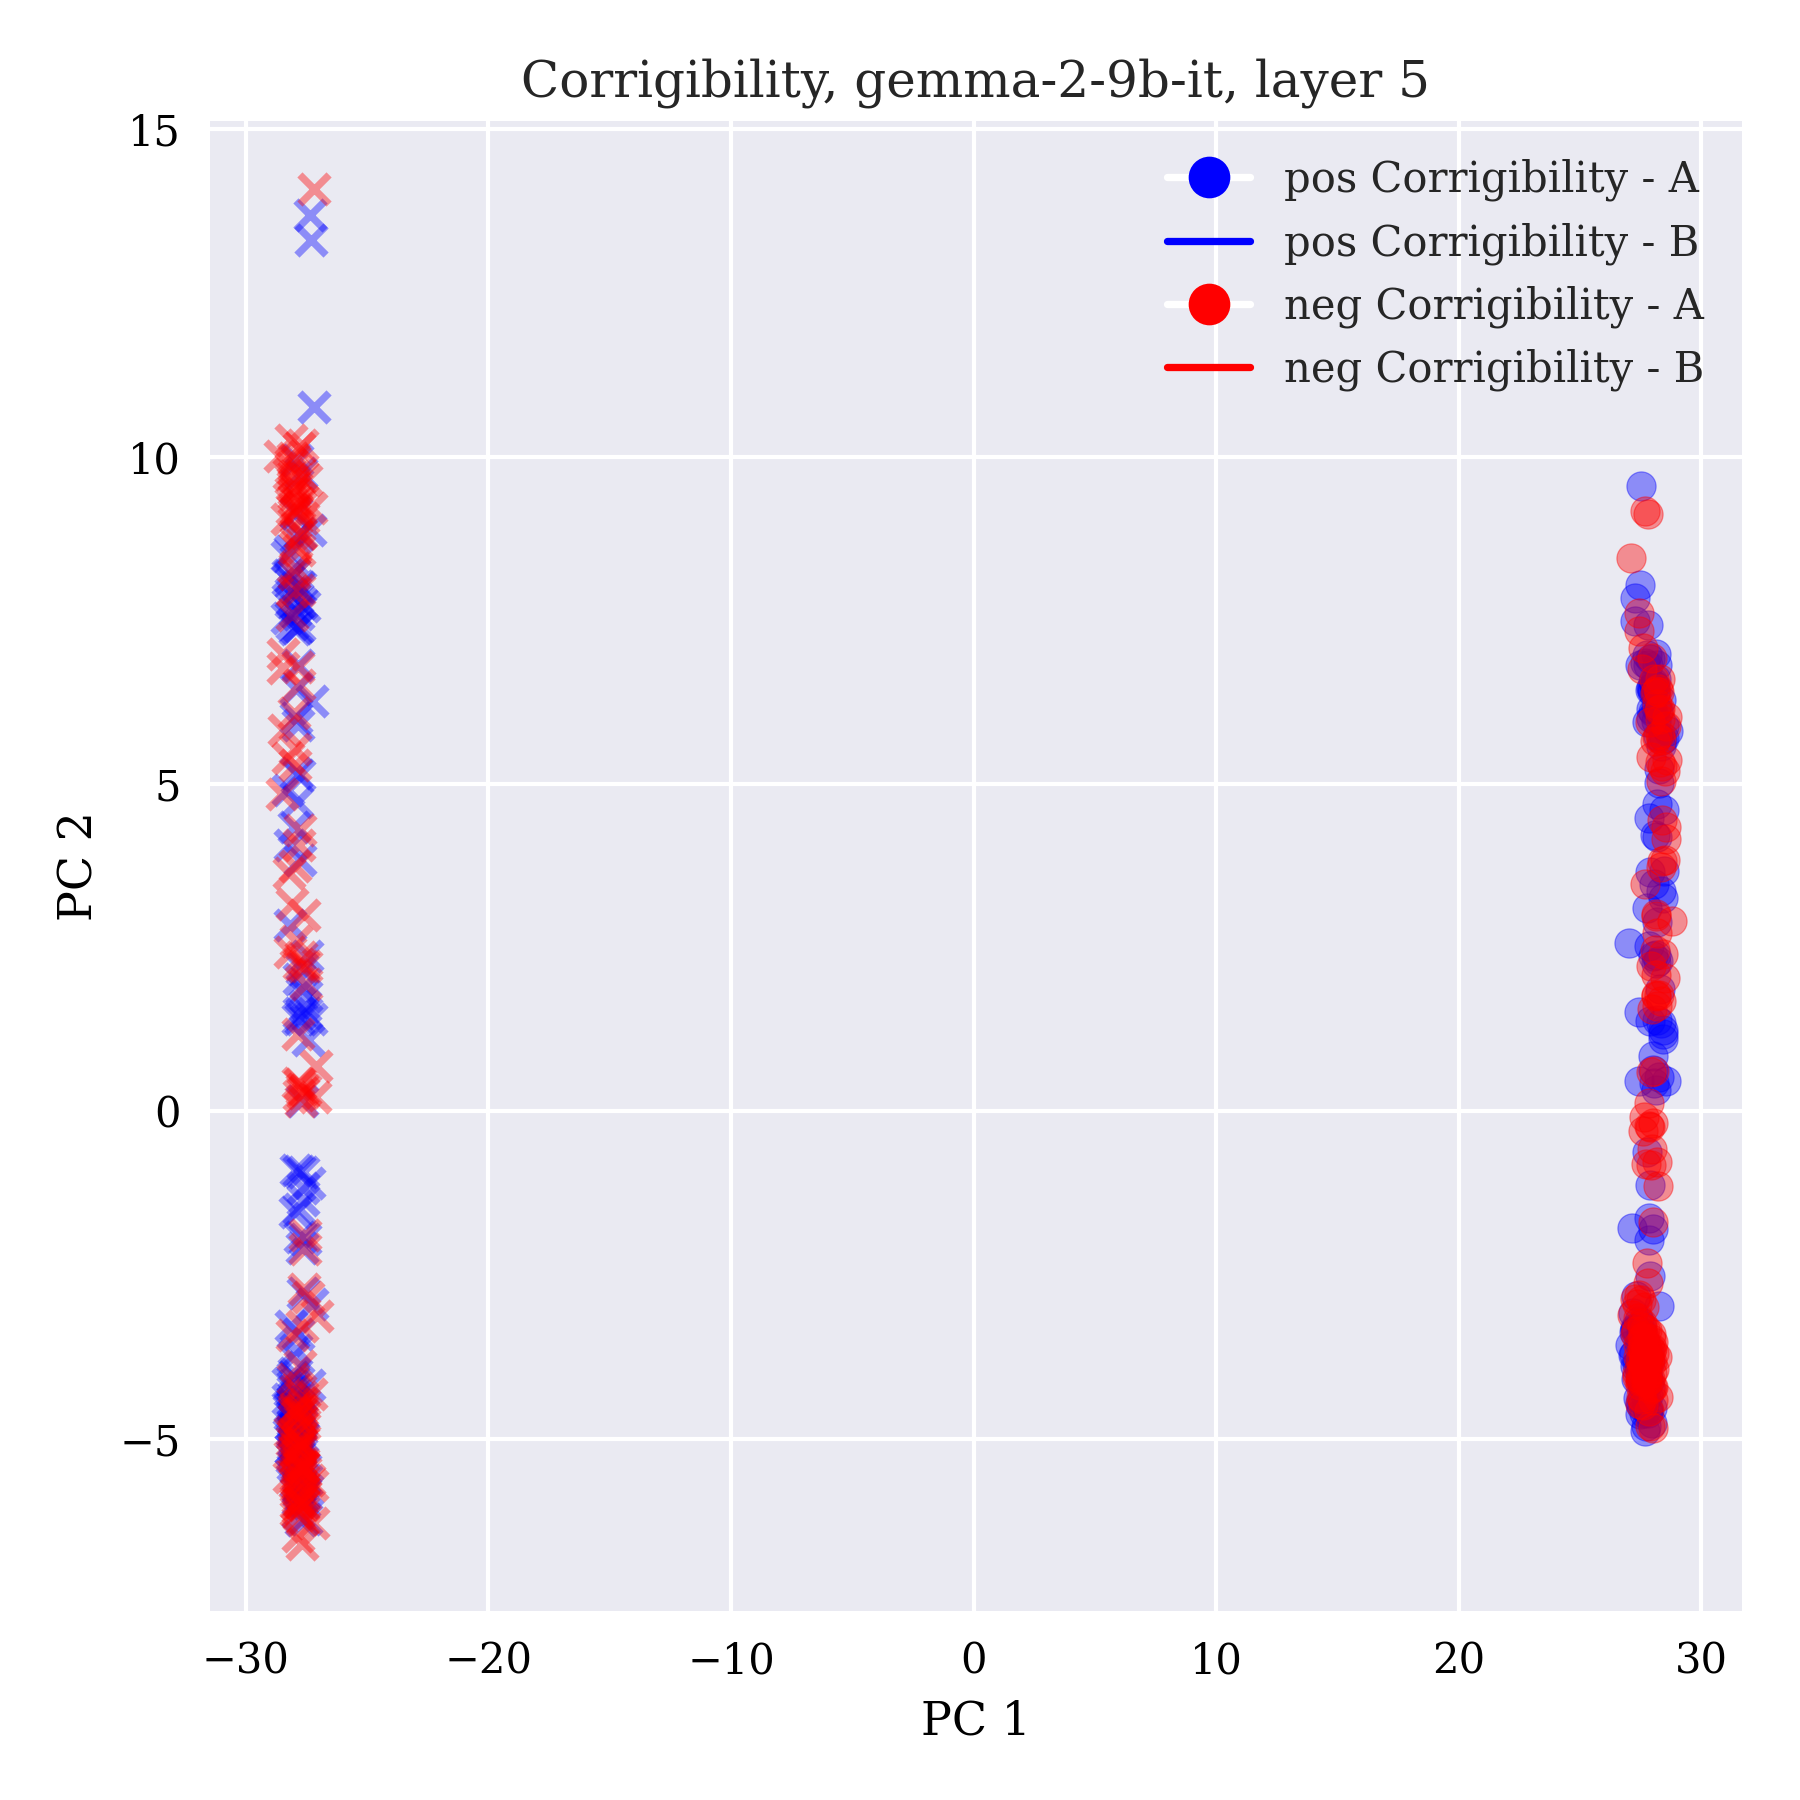 Corrigibility, gemma-2-9b-it, layer 5
15
10
5
0
−5
PC 2
pos Corrigibility - A
pos Corrigibility - B
neg Corrigibility - A
neg Corrigibility - B
−30 −20 −10 0 10 20 30
PC 1